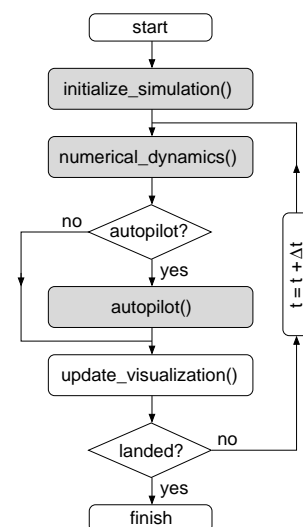 start
initialize_simulation()
numerical_dynamics()
autopilot?
no
yes
autopilot()
t = t +Δt
update_visualization()
landed?
no
yes
finish